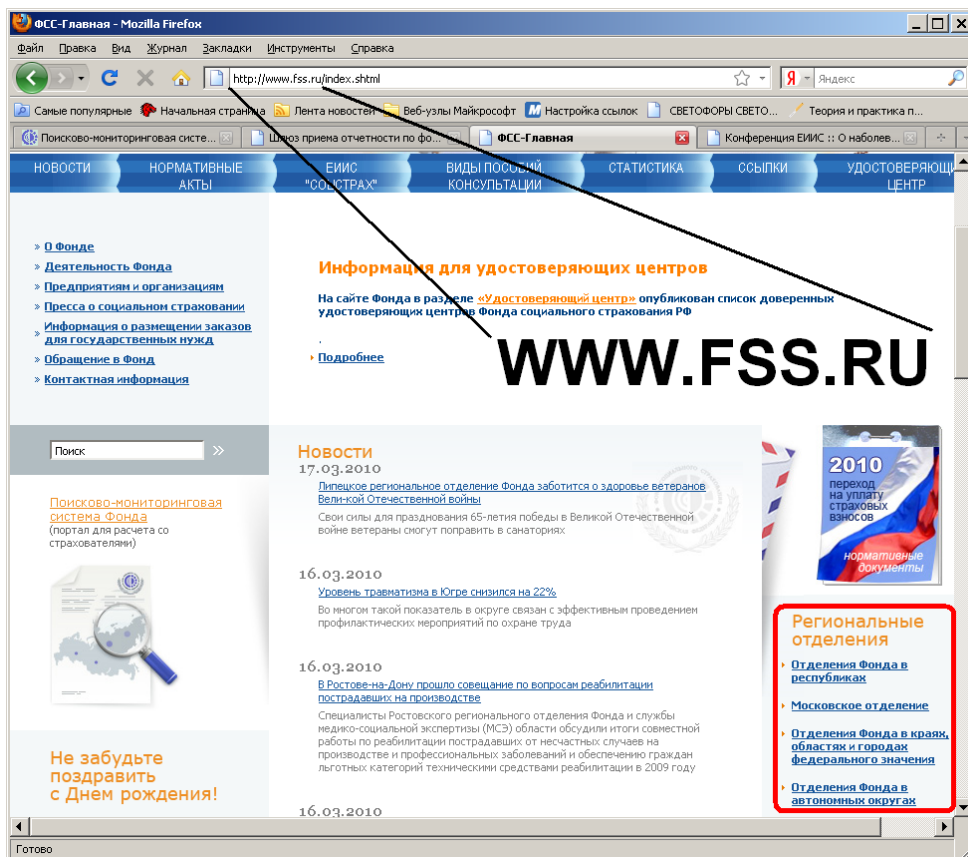 ФСС-Главная - Mozilla Firefox
Файл Правка Вид Журнал Закладки Инструменты Справка
http://www.fss.ru/index.shtml
Я - Яндекс
Самые популярные Начальная страница Лента новостей Веб-узлы Майкрософт Настройка ссылок СВЕТОФОРЫ СВЕТО... Теория и практика п...
Поисково-мониторинговая систе... Шлюз приема отчетности по фо... ФСС-Главная Конференция ЕИИС :: О наболев...
НОВОСТИ
НОРМАТИВНЫЕ
АКТЫ
ЕИИС
"СОЦСТРАХ"
ВИДЫ ПОСОБИЙ
КОНСУЛЬТАЦИИ
СТАТИСТИКА
ССЫЛКИ
УДОСТОВЕРЯЮЩИ
ЦЕНТР
» О Фонде
» Деятельность Фонда
» Предприятиям и организациям
» Пресса о социальном страховании
» Информация о размещении заказов
для государственных нужд
» Обращение в Фонд
» Контактная информация
Информация для удостоверяющих центров
На сайте Фонда в разделе «Удостоверяющий центр» опубликован список доверенных
удостоверяющих центров Фонда социального страхования РФ
.
Подробнее
WWW.FSS.RU
Поиск »
Поисково-мониторинговая
система Фонда
(портал для расчета со
страхователями)
Не забудьте
поздравить
с Днем рождения!
Новости
17.03.2010
Липецкое региональное отделение Фонда заботится о здоровье ветеранов
Вели-кой Отечественной войны
Свои силы для празднования 65-летия победы в Великой Отечественной
войне ветераны смогут поправить в санаториях
16.03.2010
Уровень травматизма в Югре снизился на 22%
Во многом такой показатель в округе связан с эффективным проведением
профилактических мероприятий по охране труда
16.03.2010
В Ростове-на-Дону прошло совещание по вопросам реабилитации
пострадавших на производстве
Специалисты Ростовского регионального отделения Фонда и службы
медико-социальной экспертизы (МСЭ) области обсудили итоги совместной
работы по реабилитации пострадавших от несчастных случаев на
производстве и профессиональных заболеваний и обеспечению граждан
льготных категорий техническими средствами реабилитации в 2009 году
16.03.2010
2010
переход
на уплату
страховых
взносов
нормативные
документы
Региональные
отделения
Отделения Фонда в
республиках
Московское отделение
Отделения Фонда в краях,
областях и городах
федерального значения
Отделения Фонда в
автономных округах
Готово